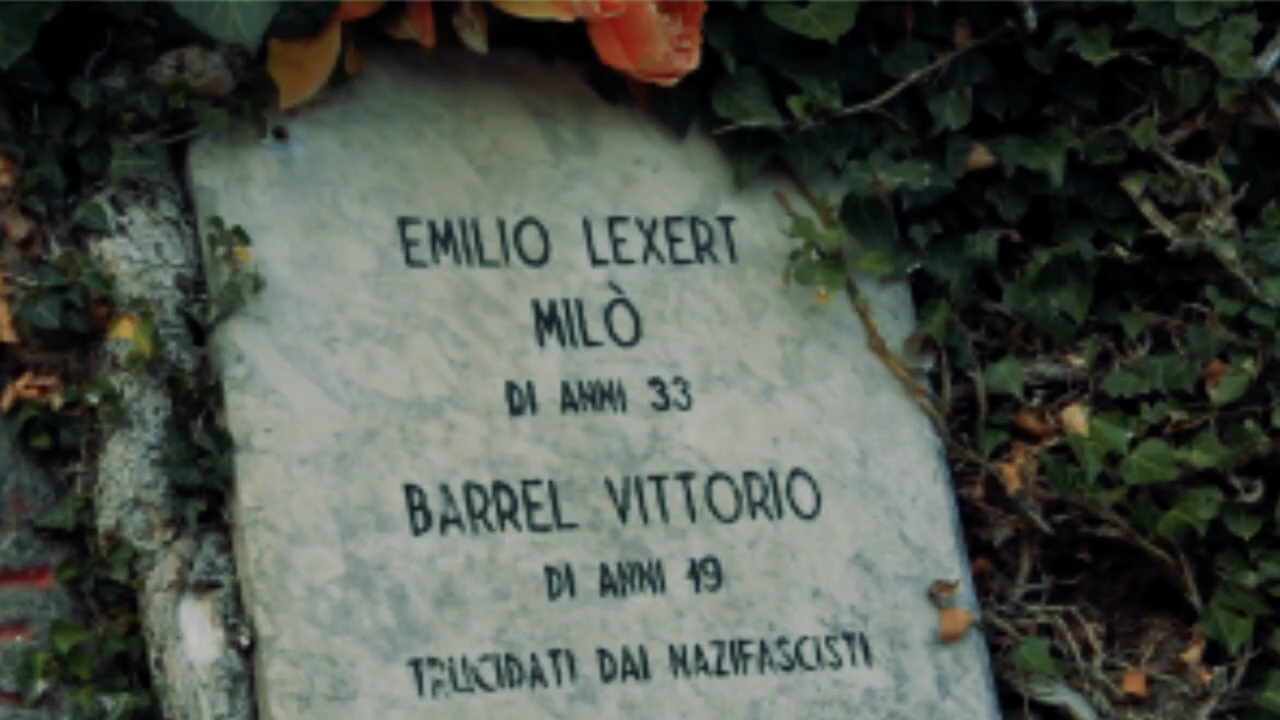 EMILIO LEXERT
MILÒ
DI ANNI 33
BARREL VITTORIO
DI ANNI 19
TRUCIDATI DAI NAZIFASCISTI